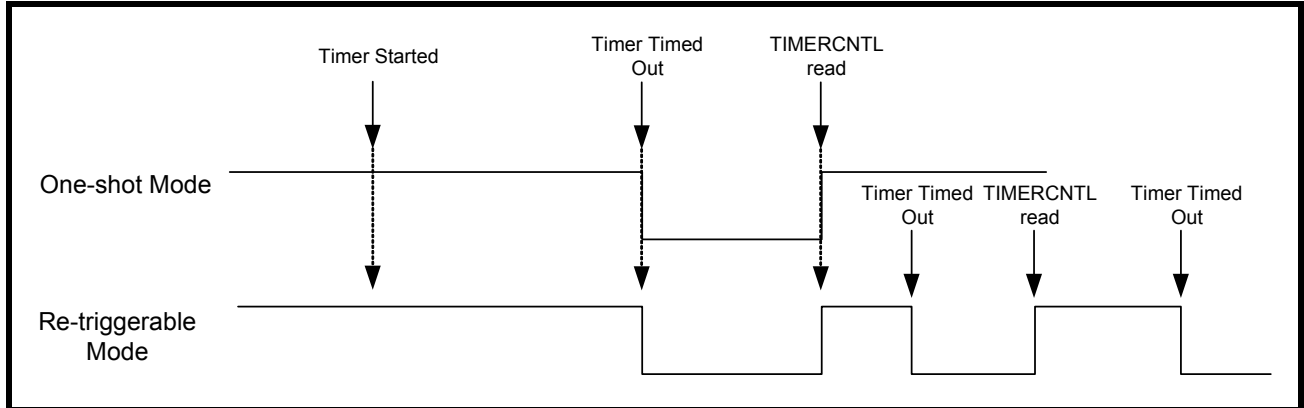 Timer Started
Timer Timed
Out
TIMERCNTL
read
One-shot Mode
Timer Timed
Out
TIMERCNTL
read
Timer Timed
Out
Re-triggerable
Mode